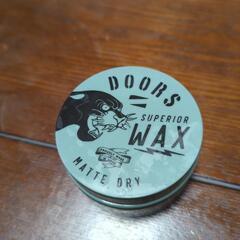 DOORS
SUPERIOR
WAX
MATTE DRY